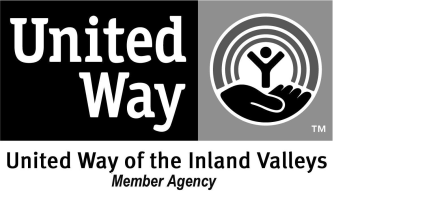 United
Way
TM
United Way of the Inland Valleys
Member Agency